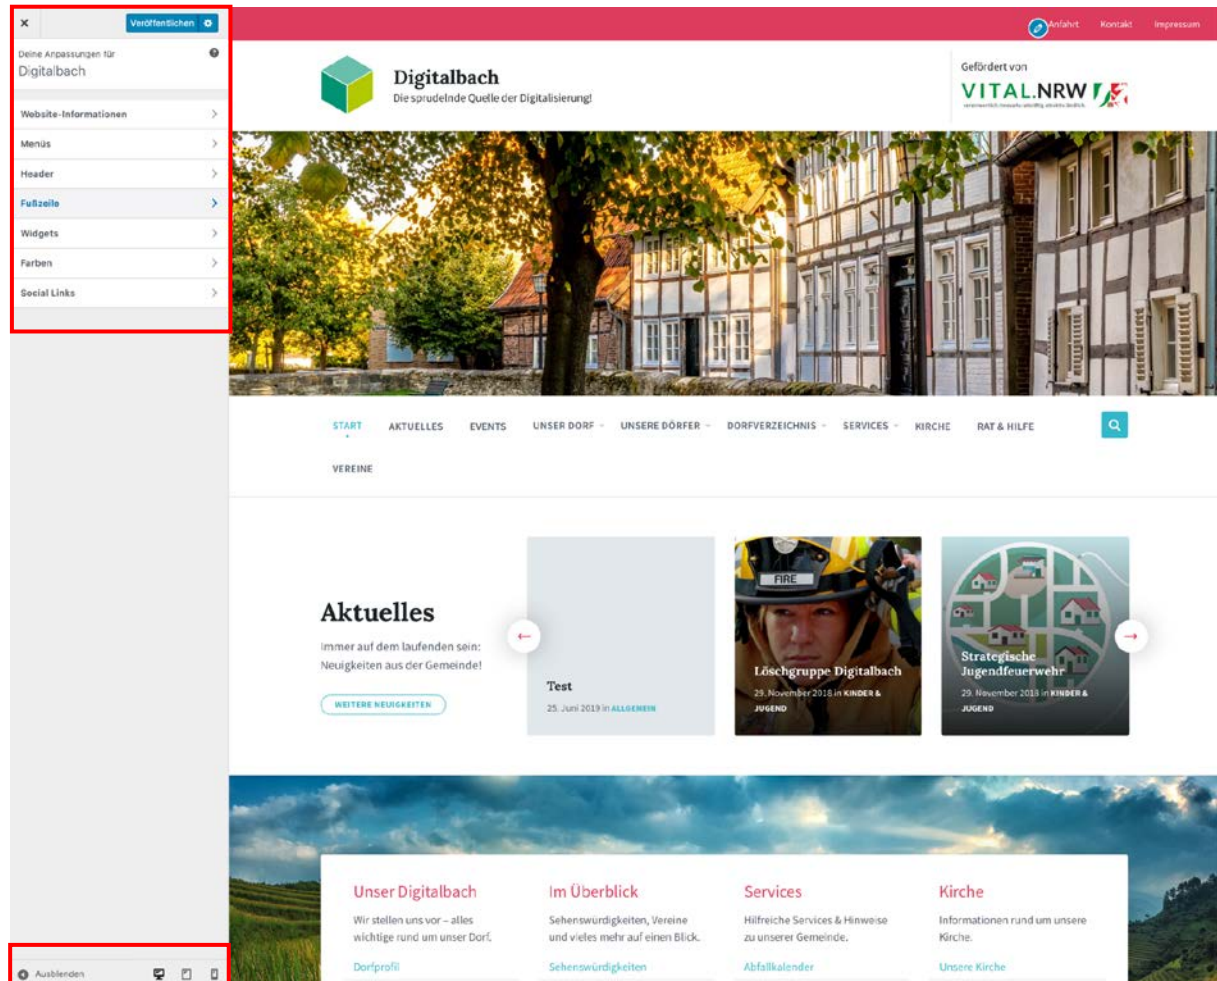 Veröffentlichen
Deine Anpassungen für
Digitalbach
Website-Informationen
Menüs
Header
Fußzeile
Widgets
Farben
Social Links
Ausblenden
Anfahrt Kontakt Impressum
Digitalbach
Die sprudelnde Quelle der Digitalisierung!
Gefördert von
VITAL.NRW
START AKTUELLES EVENTS UNSER DORF UNSERE DÖRFER DORFVERZEICHNIS SERVICES KIRCHE RAT & HILFE
VEREINE
Aktuelles
Immer auf dem laufenden sein:
Neuigkeiten aus der Gemeinde!
WEITERE NEUIGKEITEN
Test
25. Juni 2019 in ALLGEMEIN
FIRE
Löschgruppe Digitalbach
29. November 2018 in KINDER &
JUGEND
Strategische
Jugendfeuerwehr
29. November 2018 in KINDER &
JUGEND
Unser Digitalbach
Wir stellen uns vor – alles
wichtige rund um unser Dorf.
Dorfprofil
Im Überblick
Sehenswürdigkeiten, Vereine
und vieles mehr auf einen Blick.
Sehenswürdigkeiten
Services
Hilfreiche Services & Hinweise
zu unserer Gemeinde.
Abfallkalender
Kirche
Informationen rund um unsere
Kirche.
Unsere Kirche